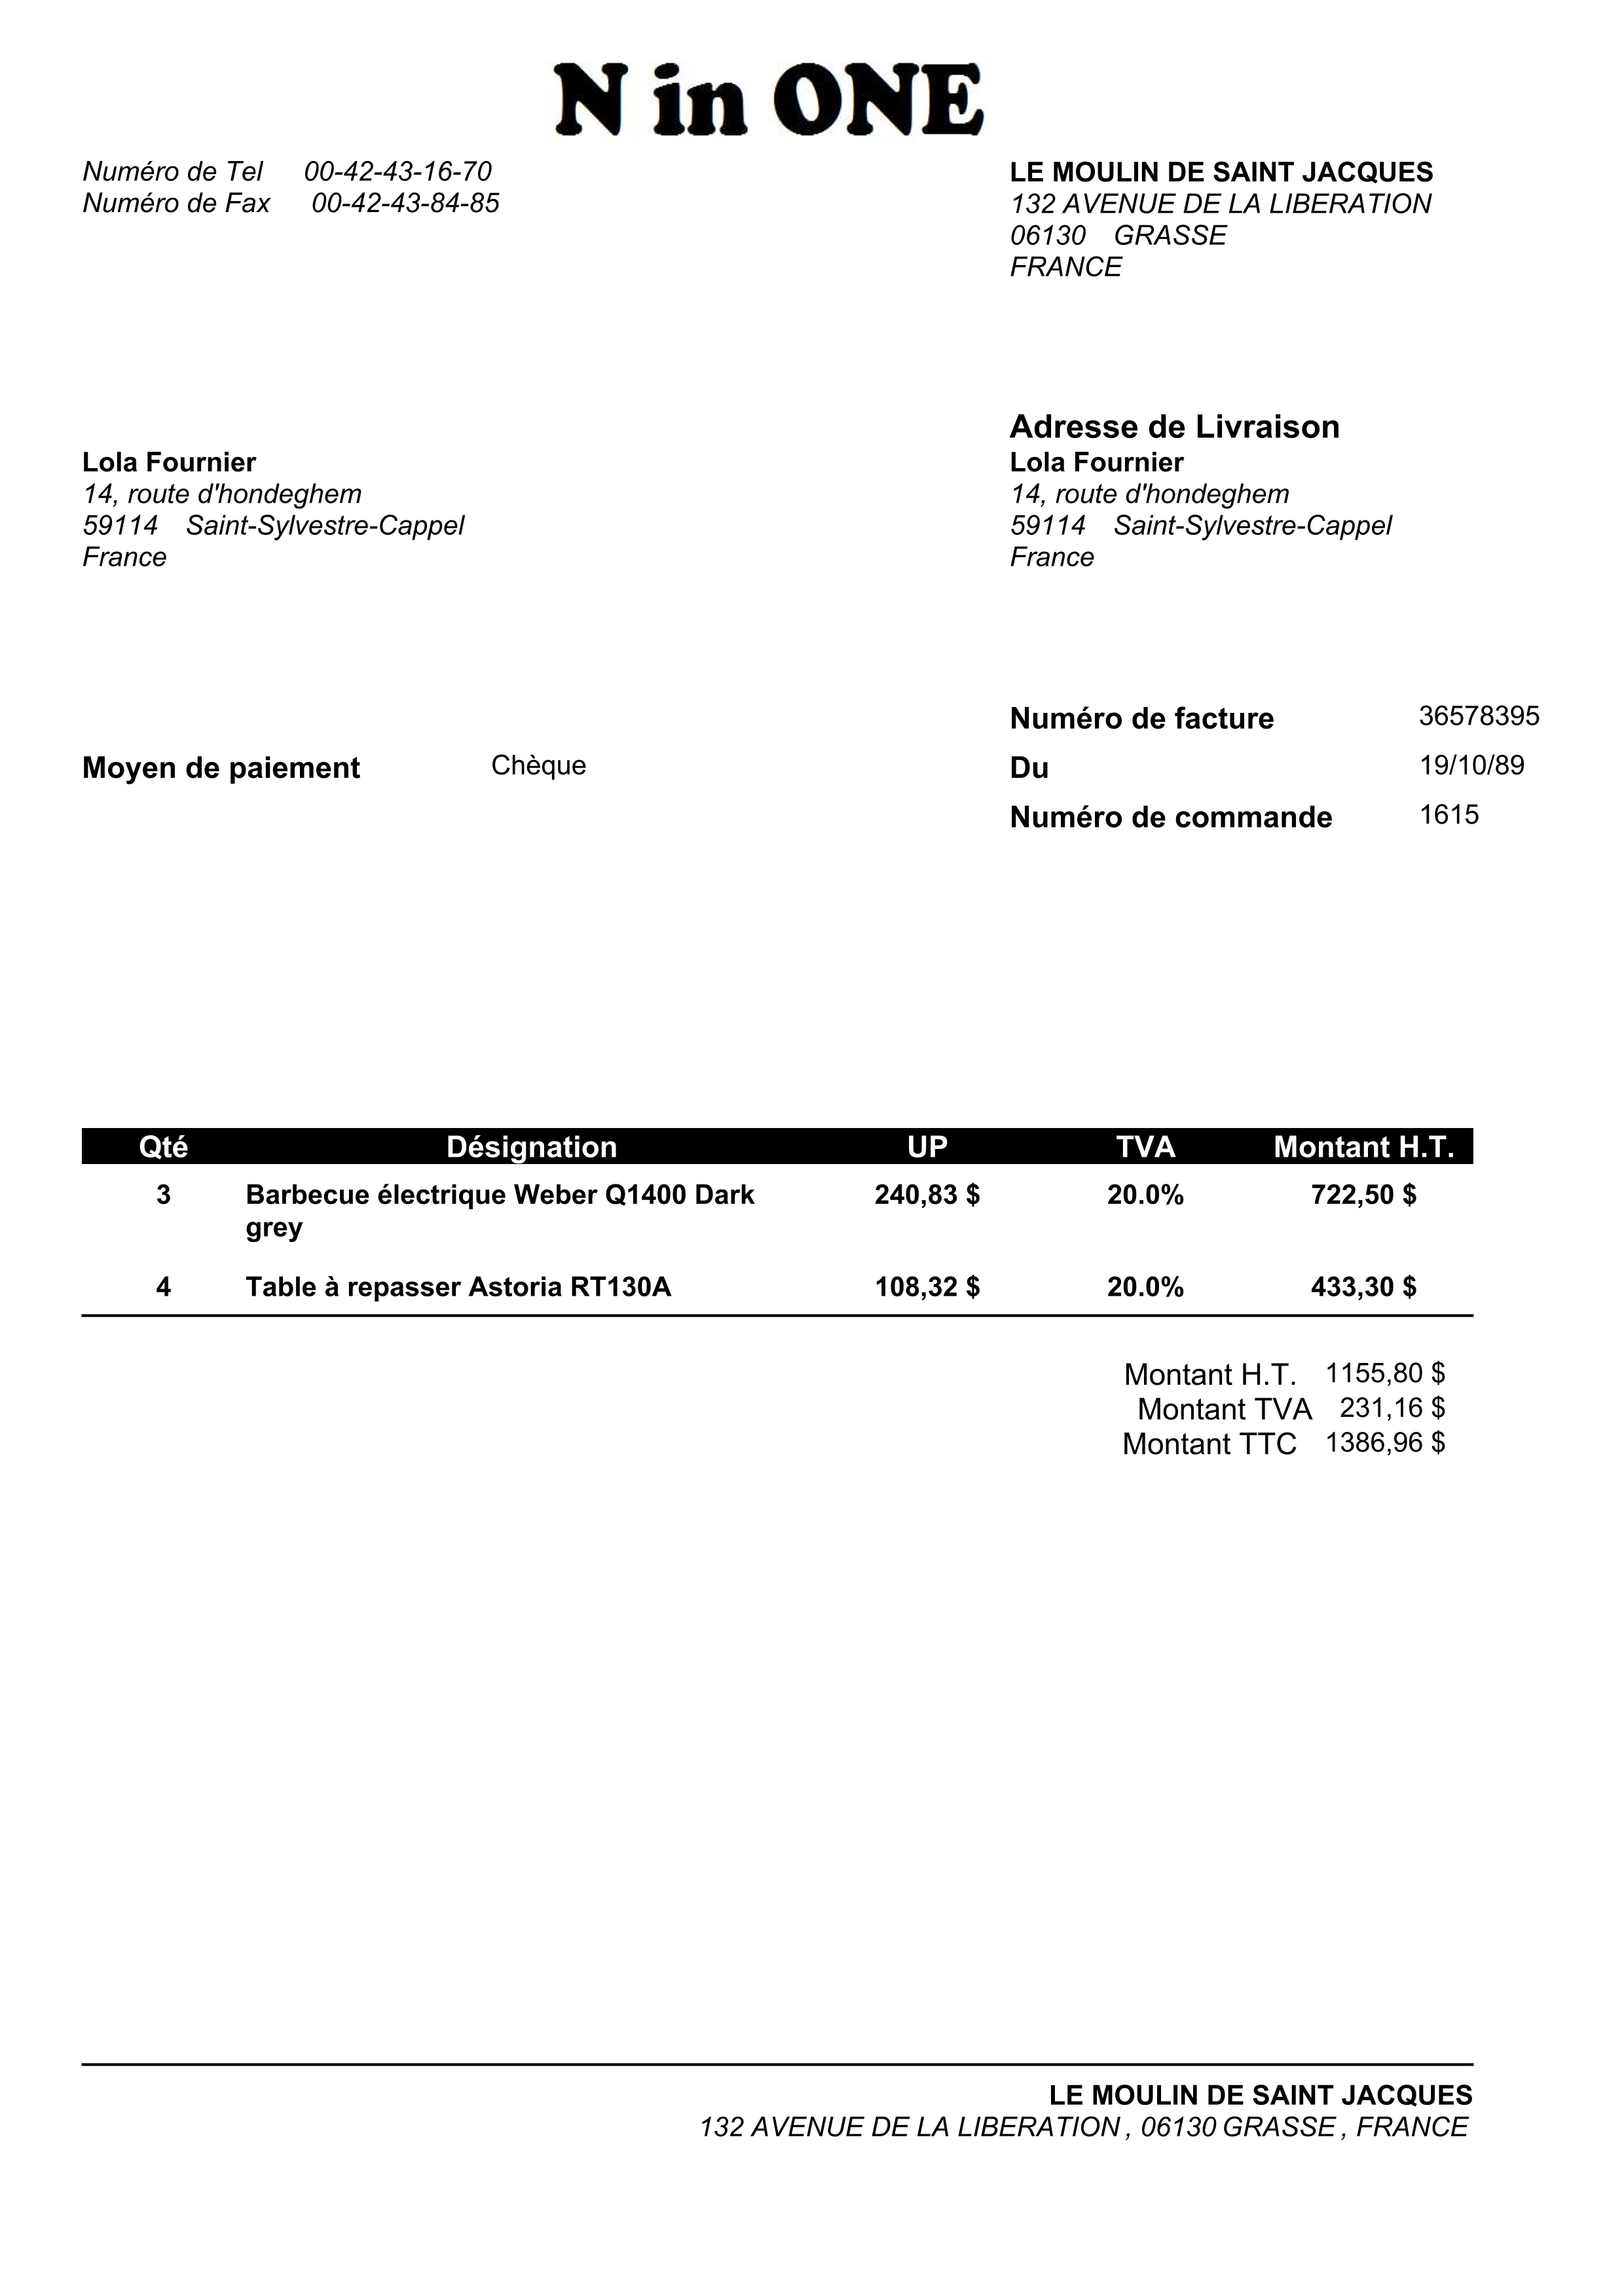 N in ONE
Numéro de Tel 00-42-43-16-70
Numéro de Fax 00-42-43-84-85
LE MOULIN DE SAINT JACQUES
132 AVENUE DE LA LIBERATION
06130 GRASSE
FRANCE
Lola Fournier
14, route d'hondeghem
59114 Saint-Sylvestre-Cappel
France
Adresse de Livraison
Lola Fournier
14, route d'hondeghem
59114 Saint-Sylvestre-Cappel
France
Moyen de paiement Chèque
Numéro de facture 36578395
Du 19/10/89
Numéro de commande 1615
Qté Désignation UP TVA Montant H.T.
3 Barbecue électrique Weber Q1400 Dark 240,83 $ 20.0% 722,50 $
grey
4 Table à repasser Astoria RT130A 108,32 $ 20.0% 433,30 $
Montant H.T. 1155,80 $
Montant TVA 231,16 $
Montant TTC 1386,96 $
LE MOULIN DE SAINT JACQUES
132 AVENUE DE LA LIBERATION , 06130 GRASSE , FRANCE